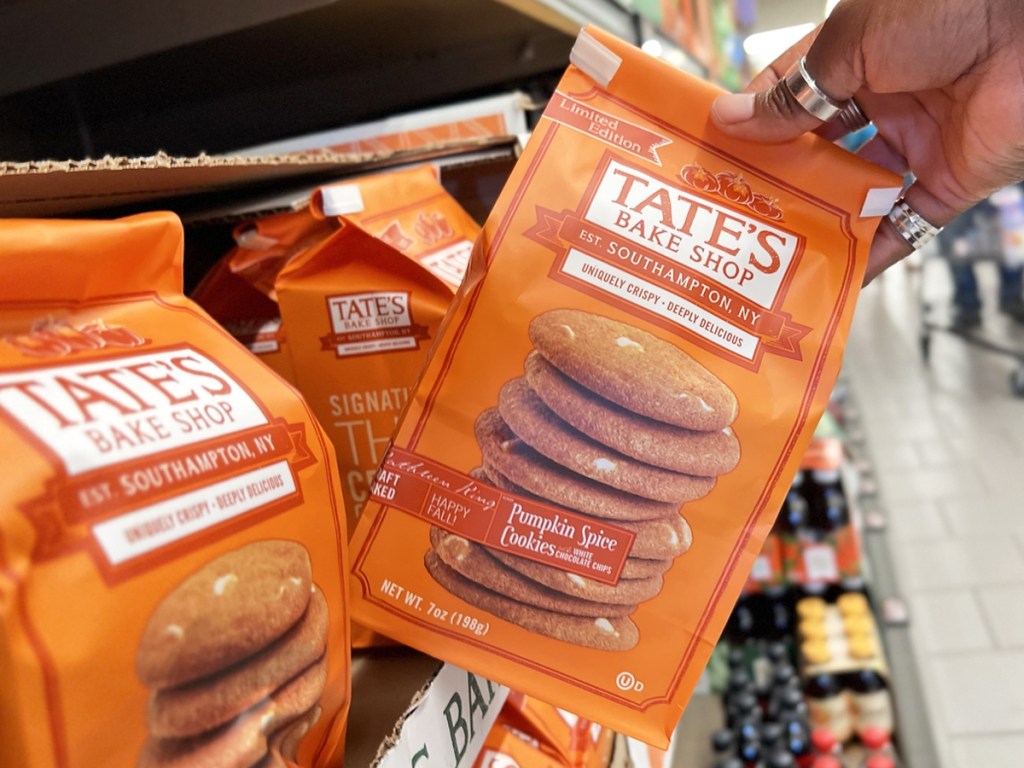 Limited
Edition
TATE'S
BAKE SHOP
EST. SOUTHAMPTON, NY
UNIQUELY CRISPY • DEEPLY DELICIOUS
HAPPY
FALL!
Pumpkin Spice
Cookies WHITE
CHOCOLATE CHIPS
NET WT. 7oz (198g)
U D
TATE'S
BAKE SHOP
EST. SOUTHAMPTON, NY
UNIQUELY CRISPY • DEEPLY DELICIOUS
TATE'S
BAKE SHOP